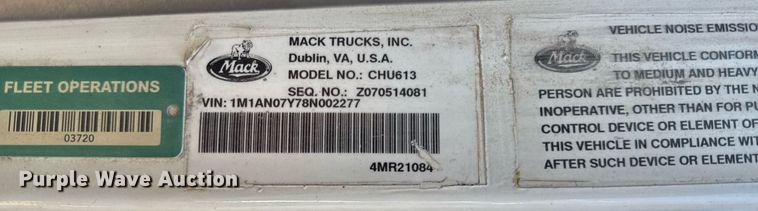 FLEET OPERATIONS
03720
Mack
MACK TRUCKS, INC.
Dublin, VA, U.S.A.
MODEL NO.: CHU613
SEQ. NO.: Z070514081
VIN: 1M1AN07Y78N002277
4MR21084
Mack
VEHICLE NOISE EMISSIO
THIS VEHICLE CONFORM
TO MEDIUM AND HEAVY
PERSON ARE PROHIBITED BY THE N
INOPERATIVE, OTHER THAN FOR PU
CONTROL DEVICE OR ELEMENT OF
THIS VEHICLE IN COMPLIANCE WIT
AFTER SUCH DEVICE OR ELEMENT
Purple Wave Auction